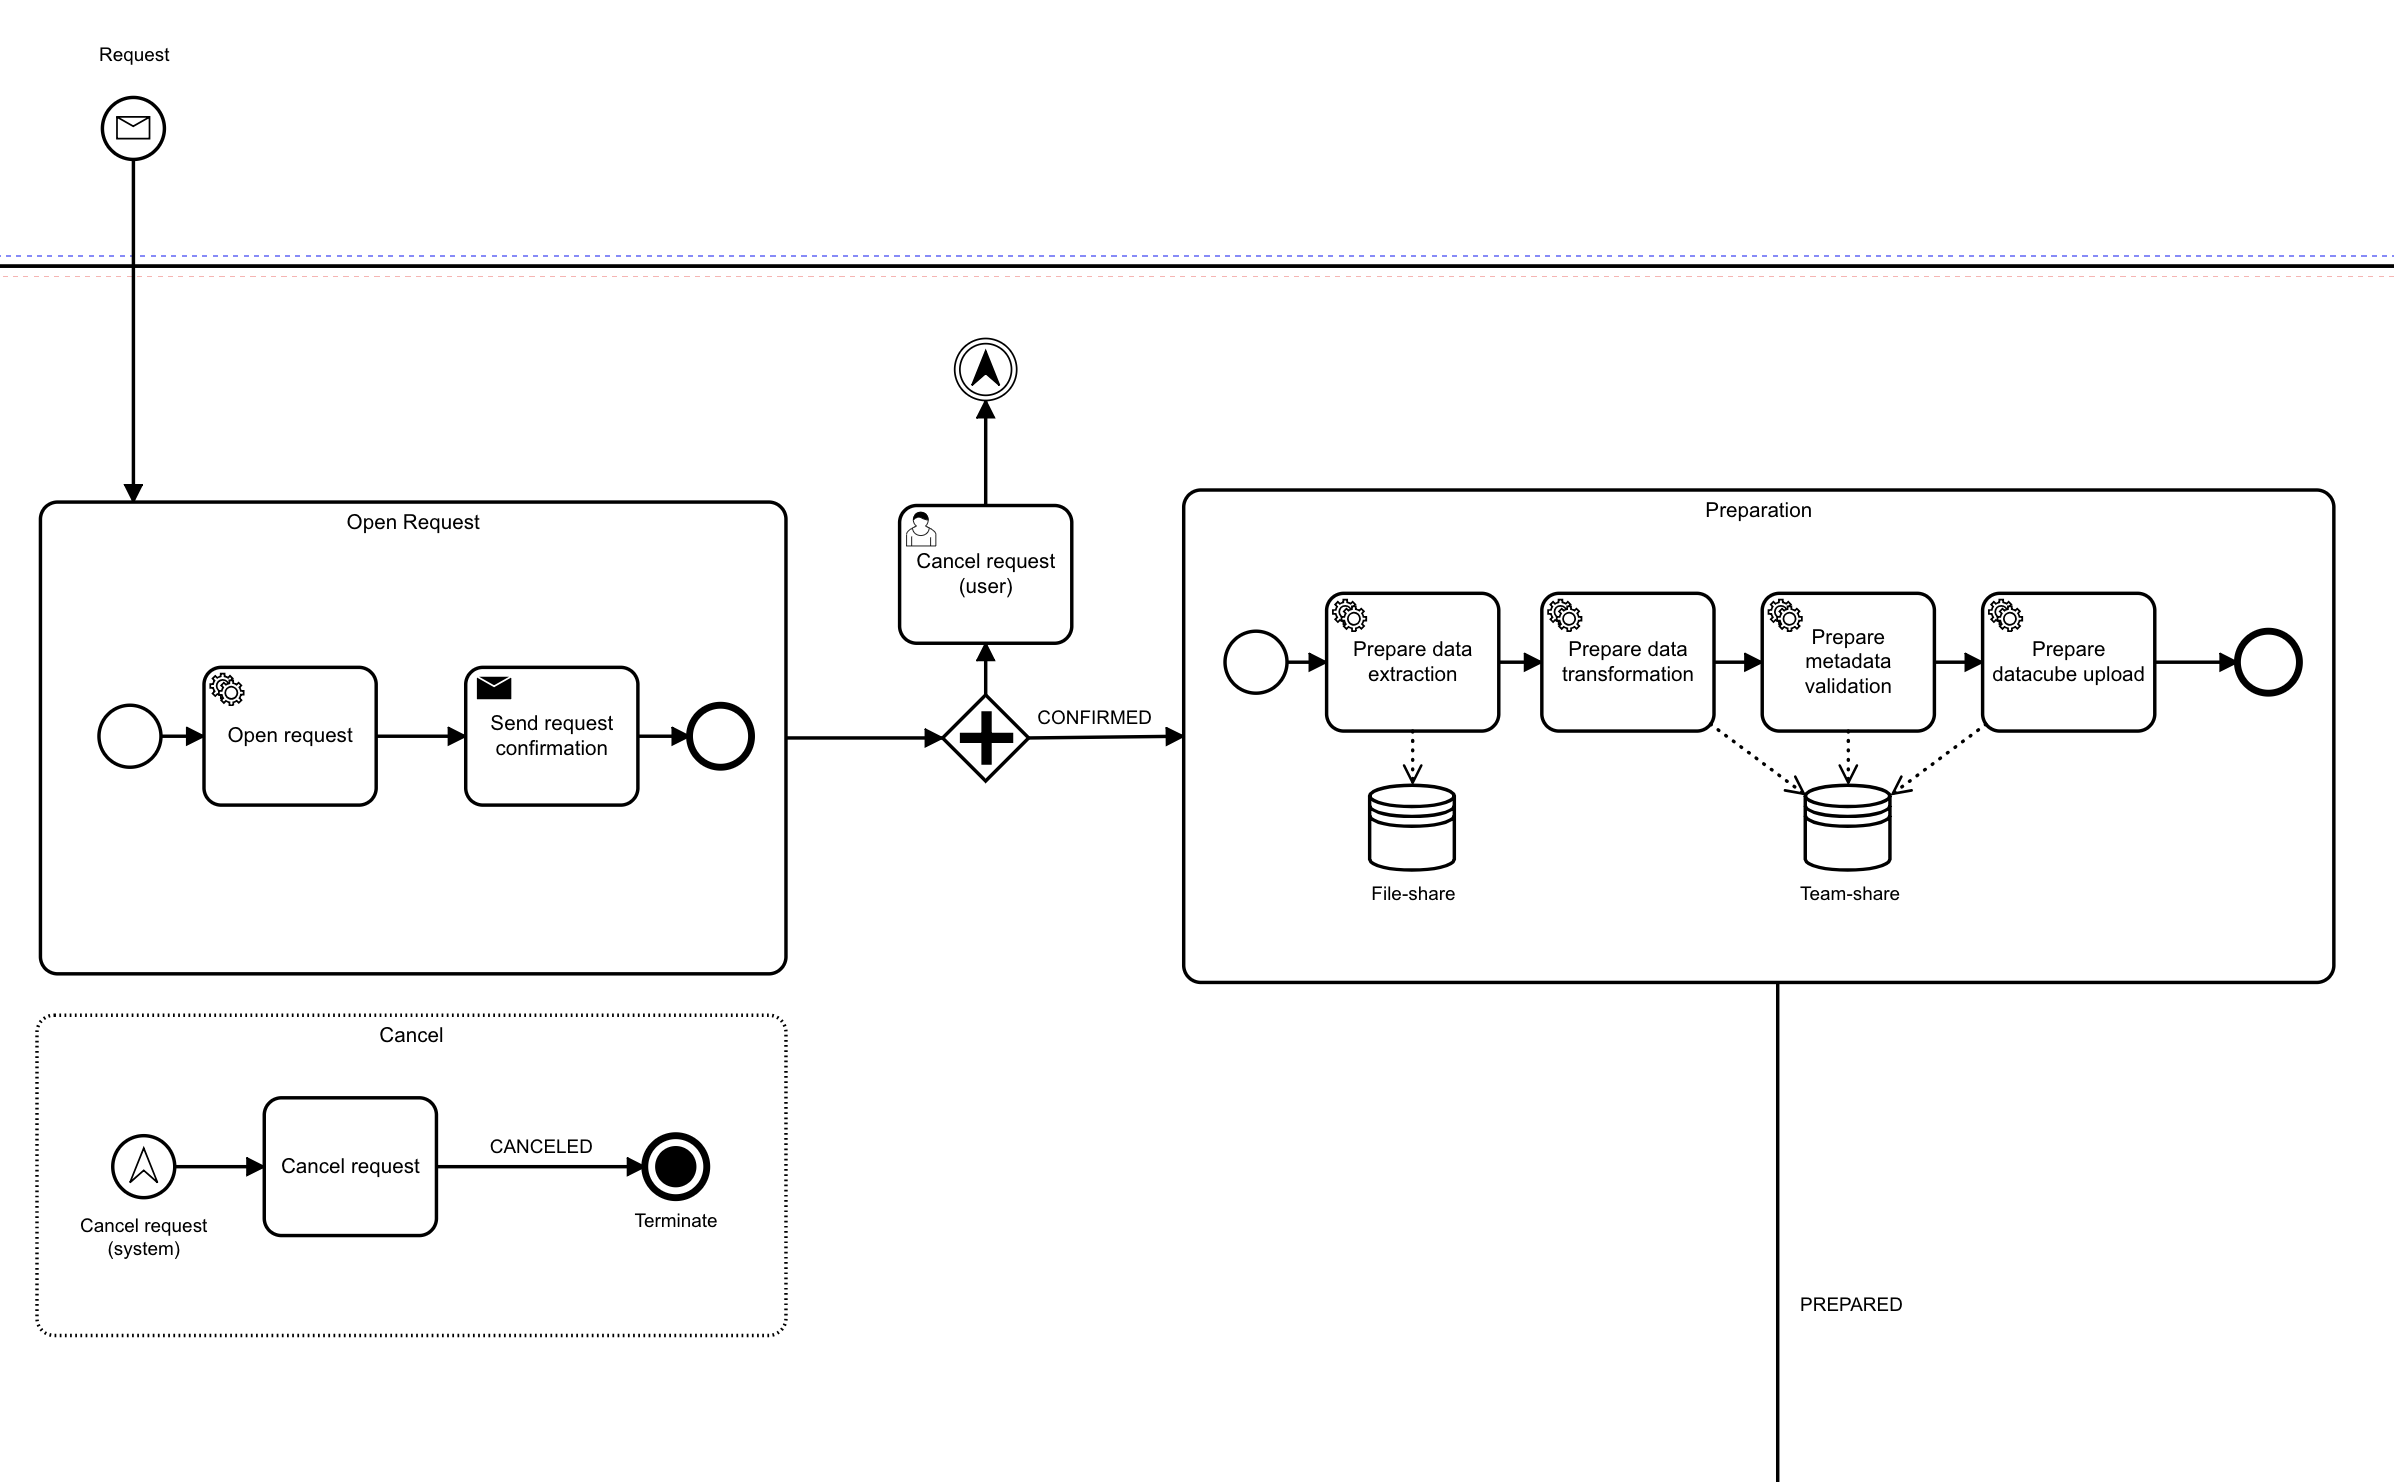 Request
Open Request
Open request
Send request
confirmation
Cancel request
(user)
CONFIRMED
Preparation
Prepare data
extraction
Prepare data
transformation
Prepare
metadata
validation
Prepare
datacube upload
File-share
Team-share
Cancel
Cancel request
(system)
Cancel request
CANCELED
Terminate
PREPARED